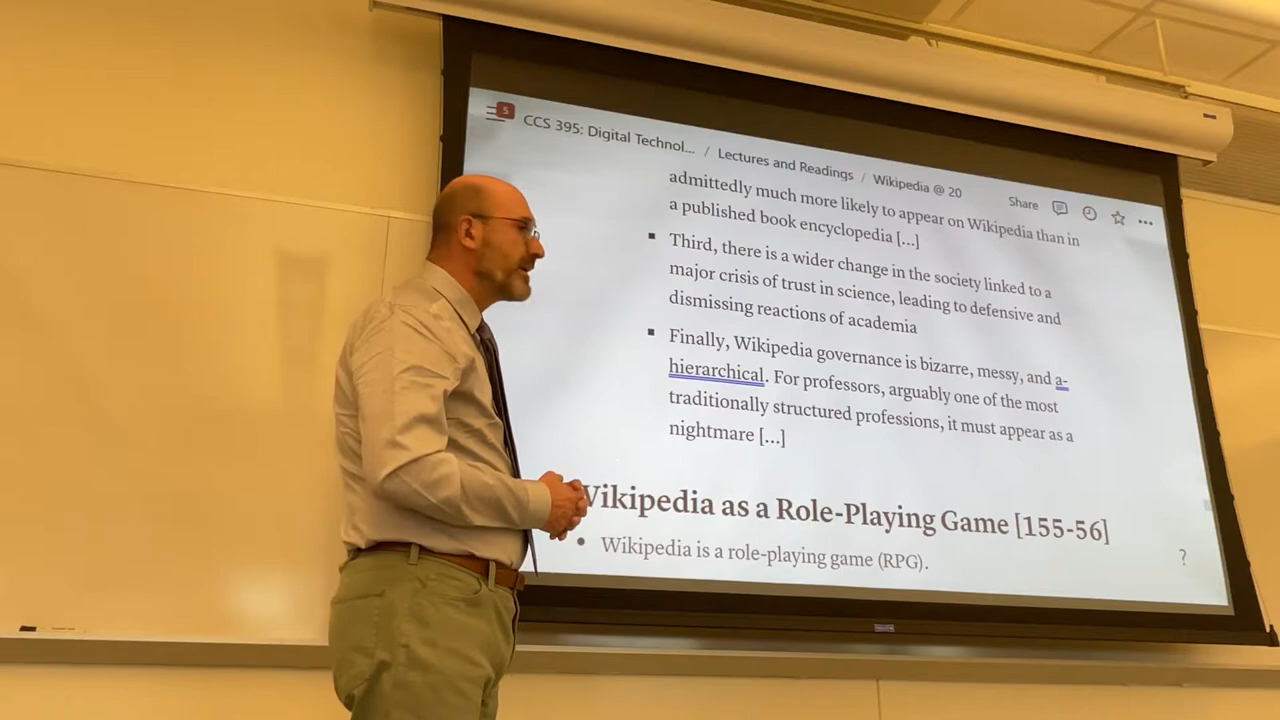 5
CCS 395: Digital Technol... / Lectures and Readings / Wikipedia @ 20
Share
admittedly much more likely to appear on Wikipedia than in
a published book encyclopedia [...]
▪ Third, there is a wider change in the society linked to a
major crisis of trust in science, leading to defensive and
dismissing reactions of academia
▪ Finally, Wikipedia governance is bizarre, messy, and a-
hierarchical. For professors, arguably one of the most
traditionally structured professions, it must appear as a
nightmare [...]
Wikipedia as a Role-Playing Game [155-56]
• Wikipedia is a role-playing game (RPG).
?